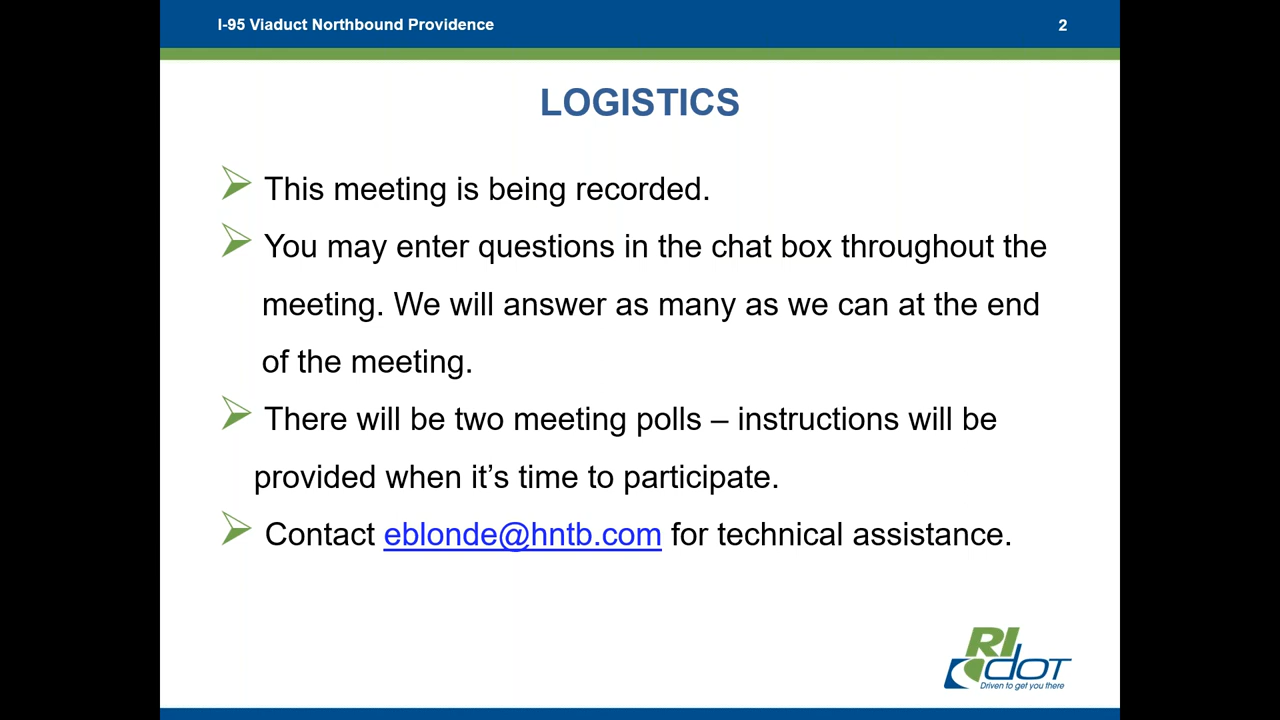 I-95 Viaduct Northbound Providence
2
LOGISTICS
This meeting is being recorded.
You may enter questions in the chat box throughout the
meeting. We will answer as many as we can at the end
of the meeting.
There will be two meeting polls – instructions will be
provided when it’s time to participate.
Contact eblonde@hntb.com for technical assistance.
RI
DOT
Driven to get you there